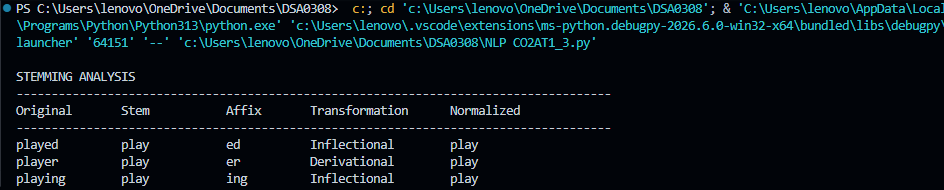 PS C:\Users\lenovo\OneDrive\Documents\DSA0308>  c:; cd 'c:\Users\lenovo\OneDrive\Documents\DSA0308'; & 'C:\Users\lenovo\AppData\Local
\Programs\Python\Python313\python.exe' 'c:\Users\lenovo\.vscode\extensions\ms-python.debugpy-2026.6.0-win32-x64\bundled\libs\debugpy\
launcher' '64151' '--' 'c:\Users\lenovo\OneDrive\Documents\DSA0308\NLP CO2AT1_3.py'
STEMMING ANALYSIS
--------------------------------------------------------------------------------
Original Stem Affix Transformation Normalized
--------------------------------------------------------------------------------
played play ed Inflectional play
player play er Derivational play
playing play ing Inflectional play